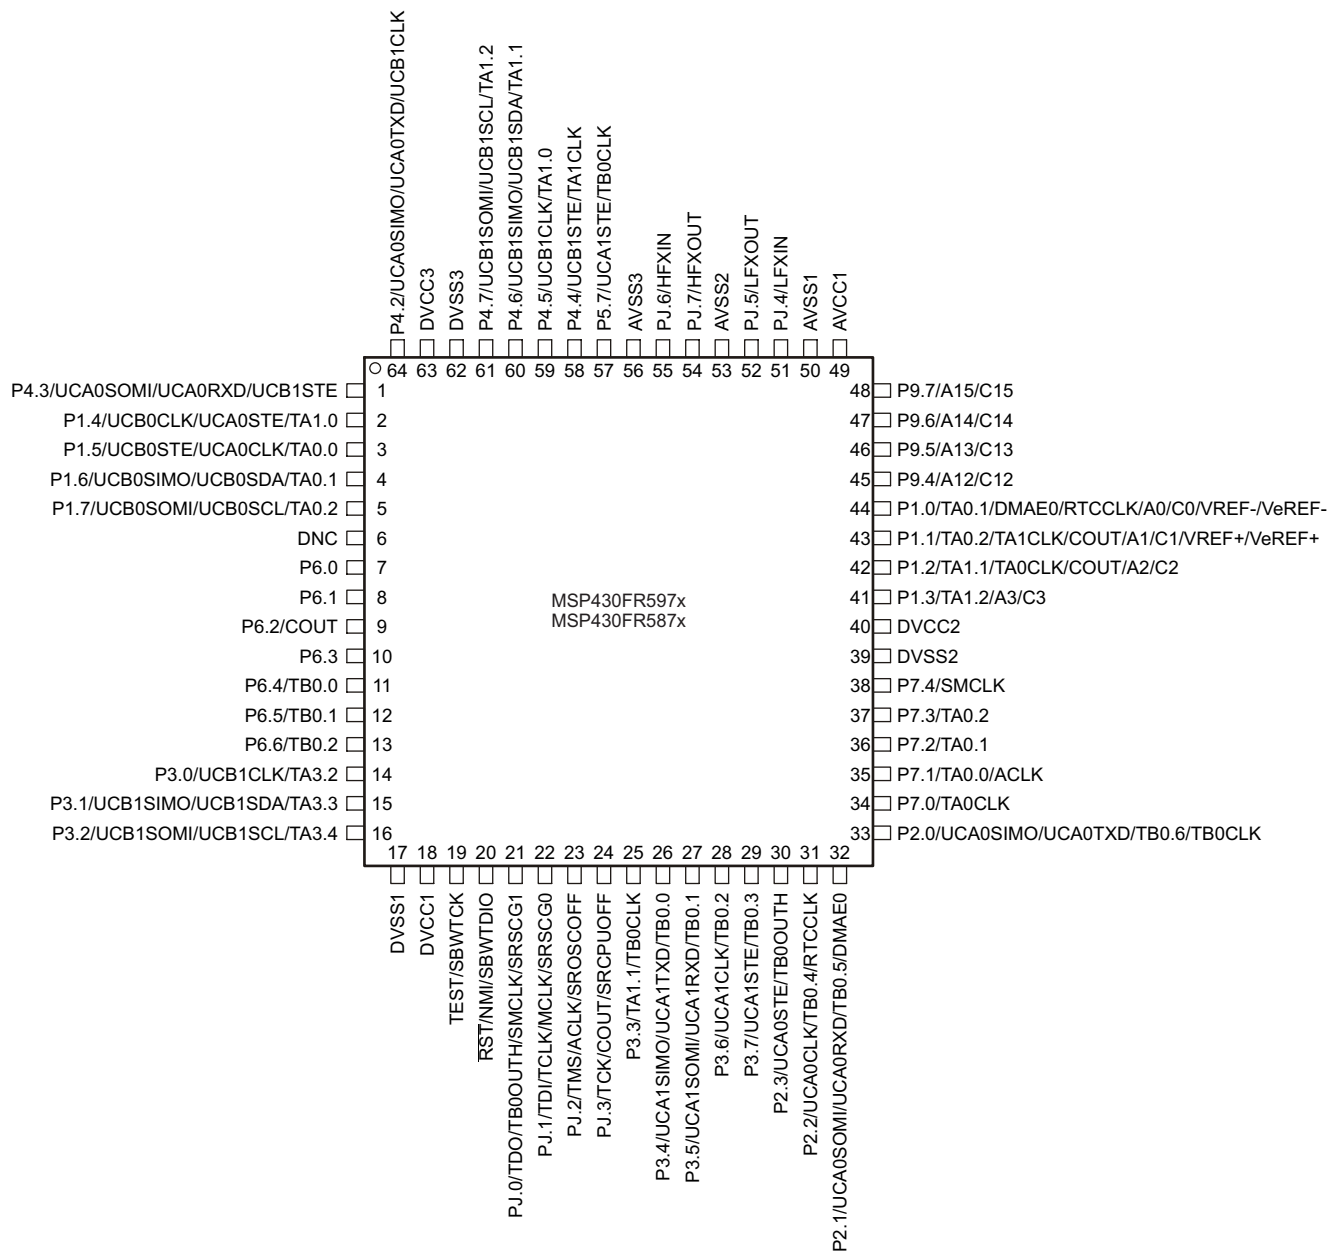 P4.2/UCA0SIMO/UCA0TXD/UCB1CLK
DVCC3
DVSS3
P4.7/UCB1SOMI/UCB1SCL/TA1.2
P4.6/UCB1SIMO/UCB1SDA/TA1.1
P4.5/UCB1CLK/TA1.0
P4.4/UCB1STE/TA1CLK
P5.7/UCA1STE/TB0CLK
AVSS3
PJ.6/HFXIN
PJ.7/HFXOUT
AVSS2
PJ.5/LFXOUT
PJ.4/LFXIN
AVSS1
AVCC1
64 63 62 61 60 59 58 57 56 55 54 53 52 51 50 49
P4.3/UCA0SOMI/UCA0RXD/UCB1STE 1
P1.4/UCB0CLK/UCA0STE/TA1.0 2
P1.5/UCB0STE/UCA0CLK/TA0.0 3
P1.6/UCB0SIMO/UCB0SDA/TA0.1 4
P1.7/UCB0SOMI/UCB0SCL/TA0.2 5
DNC 6
P6.0 7
P6.1 8
P6.2/COUT 9
P6.3 10
P6.4/TB0.0 11
P6.5/TB0.1 12
P6.6/TB0.2 13
P3.0/UCB1CLK/TA3.2 14
P3.1/UCB1SIMO/UCB1SDA/TA3.3 15
P3.2/UCB1SOMI/UCB1SCL/TA3.4 16
MSP430FR597x
MSP430FR587x
48 P9.7/A15/C15
47 P9.6/A14/C14
46 P9.5/A13/C13
45 P9.4/A12/C12
44 P1.0/TA0.1/DMAE0/RTCCLK/A0/C0/VREF-/VeREF-
43 P1.1/TA0.2/TA1CLK/COUT/A1/C1/VREF+/VeREF+
42 P1.2/TA1.1/TA0CLK/COUT/A2/C2
41 P1.3/TA1.2/A3/C3
40 DVCC2
39 DVSS2
38 P7.4/SMCLK
37 P7.3/TA0.2
36 P7.2/TA0.1
35 P7.1/TA0.0/ACLK
34 P7.0/TA0CLK
33 P2.0/UCA0SIMO/UCA0TXD/TB0.6/TB0CLK
17 18 19 20 21 22 23 24 25 26 27 28 29 30 31 32
DVSS1
DVCC1
TEST/SBWTCK
RST/NMI/SBWTDIO
PJ.0/TDO/TB0OUTH/SMCLK/SRSCG1
PJ.1/TDI/TCLK/MCLK/SRSCG0
PJ.2/TMS/ACLK/SROSCOFF
PJ.3/TCK/COUT/SRCPUOFF
P3.3/TA1.1/TB0CLK
P3.4/UCA1SIMO/UCA1TXD/TB0.0
P3.5/UCA1SOMI/UCA1RXD/TB0.1
P3.6/UCA1CLK/TB0.2
P3.7/UCA1STE/TB0.3
P2.3/UCA0STE/TB0OUTH
P2.2/UCA0CLK/TB0.4/RTCCLK
P2.1/UCA0SOMI/UCA0RXD/TB0.5/DMAE0